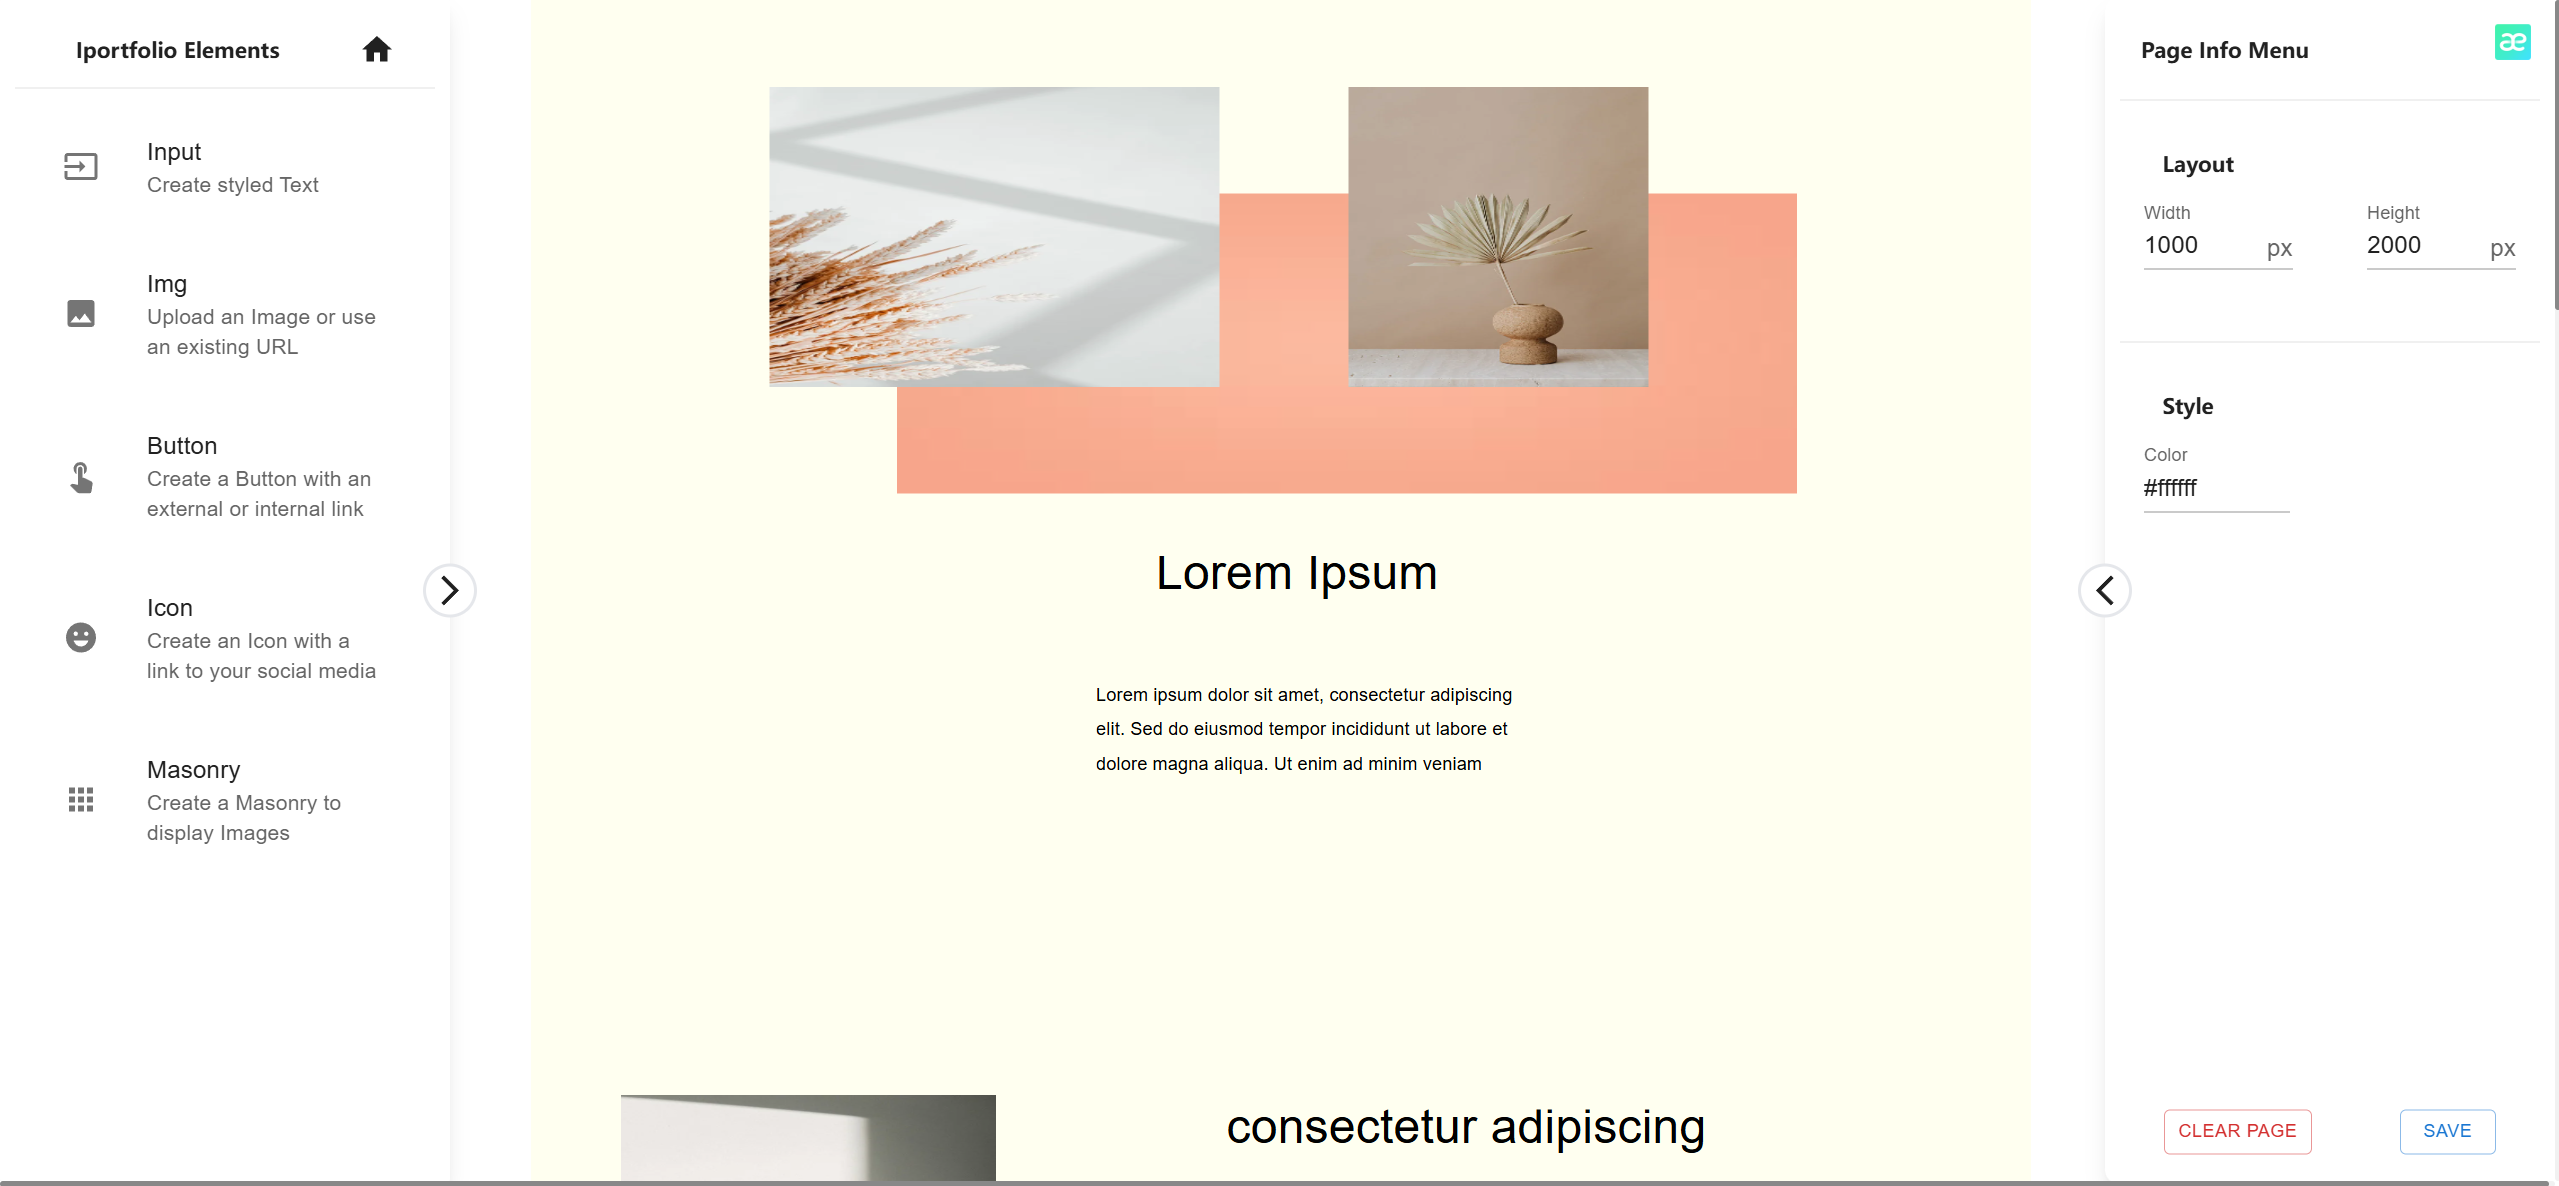 Iportfolio Elements
Input
Create styled Text
Img
Upload an Image or use
an existing URL
Button
Create a Button with an
external or internal link
Icon
Create an Icon with a
link to your social media
Masonry
Create a Masonry to
display Images
Lorem Ipsum
Lorem ipsum dolor sit amet, consectetur adipiscing
elit. Sed do eiusmod tempor incididunt ut labore et
dolore magna aliqua. Ut enim ad minim veniam
consectetur adipiscing
Page Info Menu
æ
Layout
Width Height
1000 px 2000 px
Style
Color
#ffffff
CLEAR PAGE SAVE